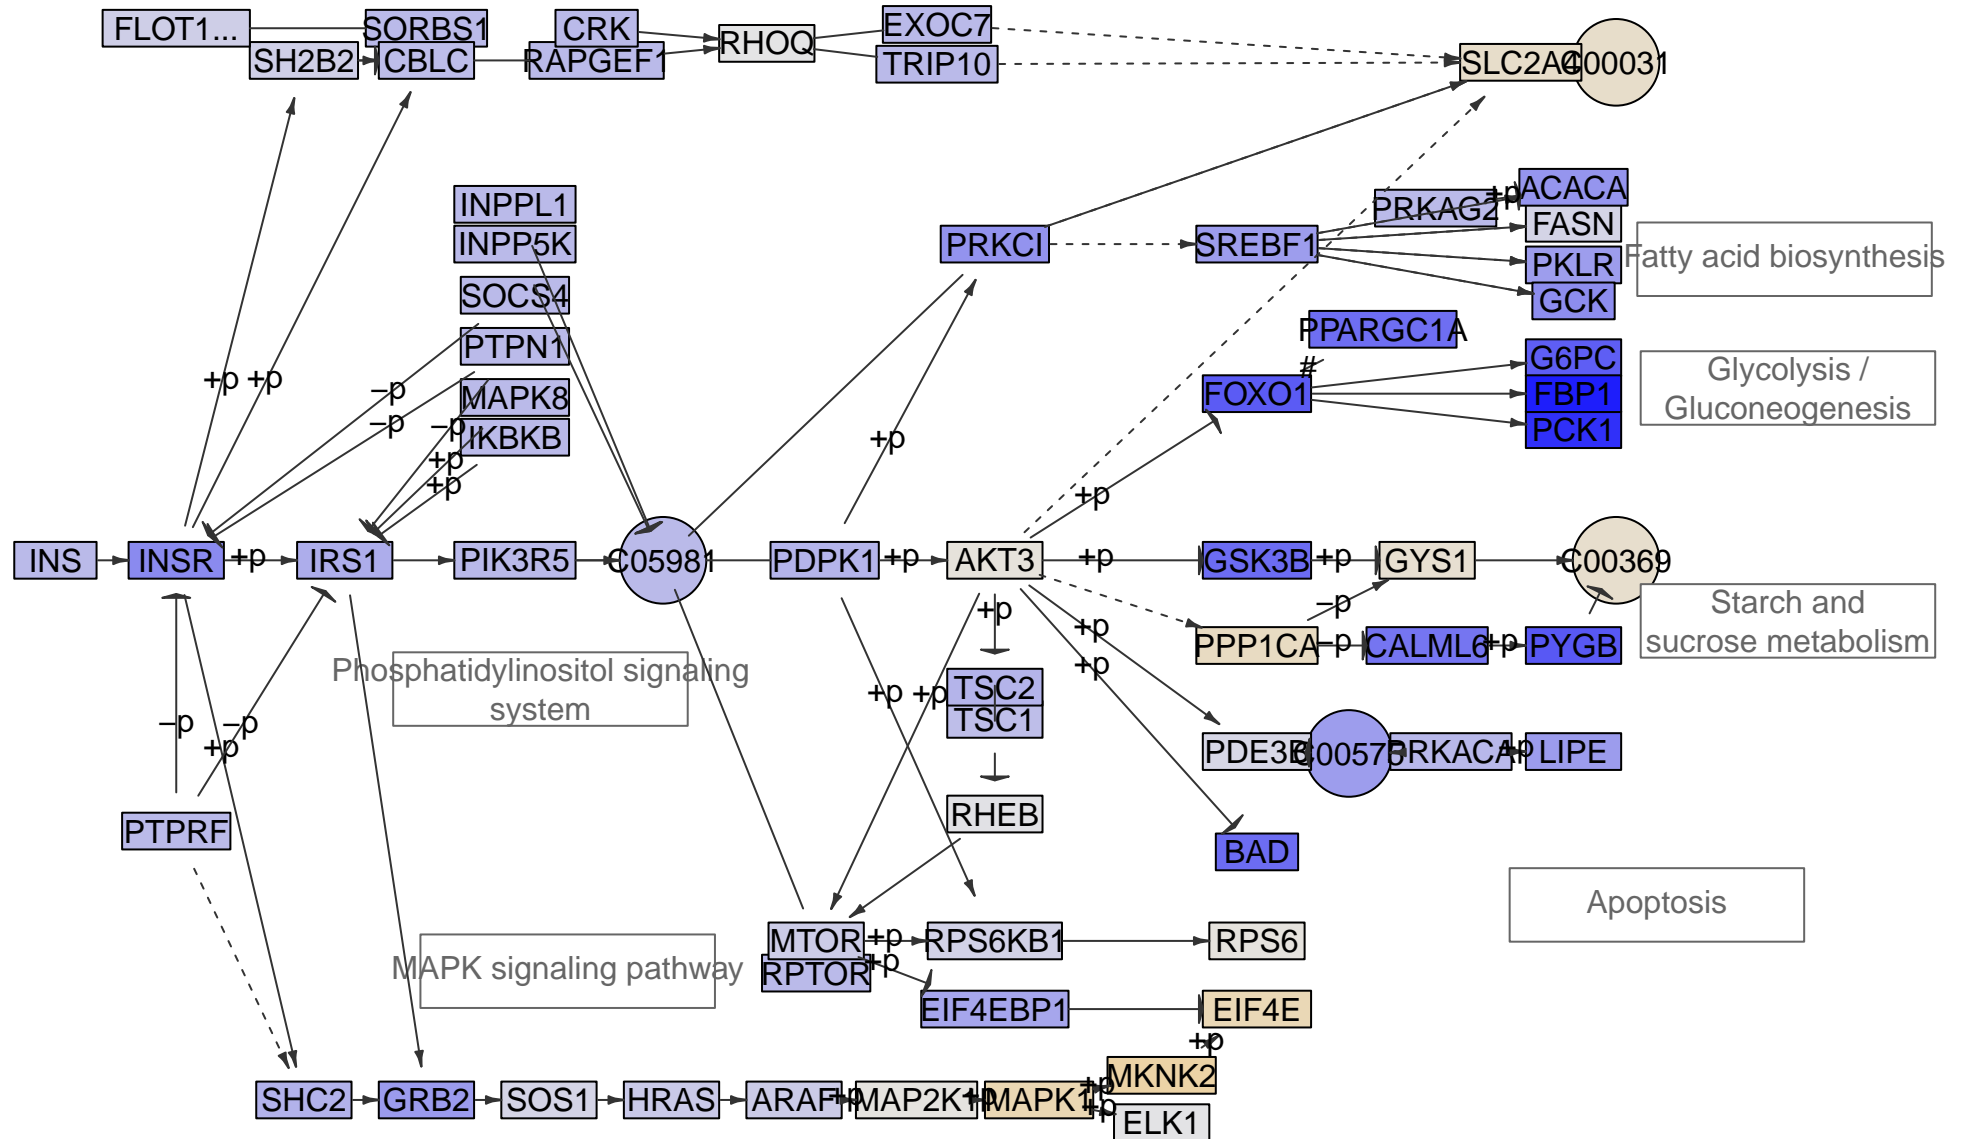 FLOT1...
SORBS1
CRK
EXOC7
SH2B2
CBLC
RAPGEF1
RHOQ
TRIP10
SLC2A4
C00031
INPPL1
INPP5K
SOCS4
PTPN1
MAPK8
IKBKB
PRKCI
SREBF1
PRKAG2
+p
ACACA
FASN
PKLR
GCK
Fatty acid biosynthesis
PPARGC1A
#
FOXO1
G6PC
FBP1
PCK1
Glycolysis /
Gluconeogenesis
+p
+p
−p
−p
−p
+p
+p
+p
+p
INS
INSR
+p
IRS1
PIK3R5
C05981
PDPK1
+p
AKT3
+p
GSK3B
+p
GYS1
C00369
+p
−p
+p
PPP1CA
−p
CALML6
+p
PYGB
Starch and
sucrose metabolism
+p
Phosphatidylinositol signaling
system
−p
−p
+p
+p
+p
TSC2
TSC1
PDE3B
C00575
PRKACA
+p
LIPE
RHEB
PTPRF
BAD
Apoptosis
MAPK signaling pathway
MTOR
+p
RPS6KB1
RPS6
RPTOR
+p
EIF4EBP1
EIF4E
+p
SHC2
GRB2
SOS1
HRAS
ARAF
+p
MAP2K1
+p
MAPK1
+p
MKNK2
+p
ELK1